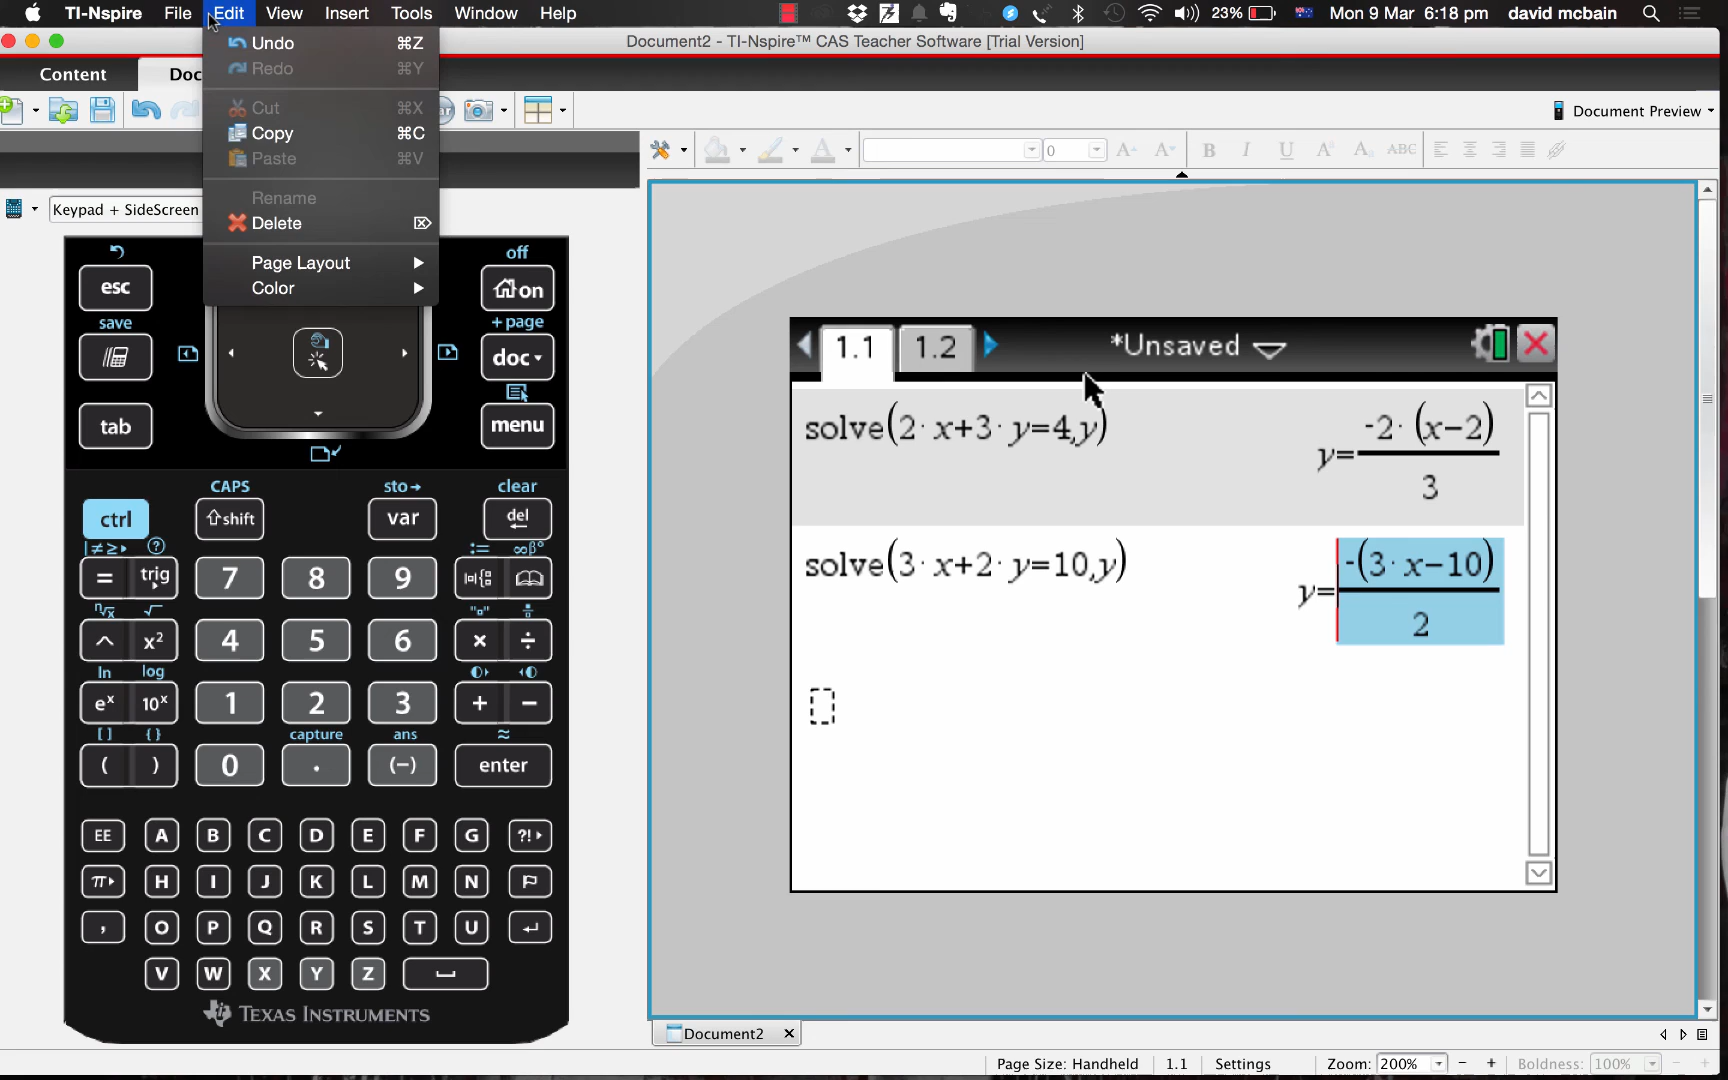 TI-Nspire File Edit View Insert Tools Window Help 23% Mon 9 Mar 6:18 pm david mcbain
Document2 - TI-Nspire™ CAS Teacher Software [Trial Version]
Content Doc
Undo ⌘Z
Redo ⌘Y
Cut ⌘X
Copy ⌘C
Paste ⌘V
Rename
Delete ⌦
Page Layout ▶
Color ▶
Document Preview
0 B I U A A ABC
Keypad + SideScreen
off
esc on
save + page
doc
tab menu
CAPS sto→ clear
ctrl ⇧shift var del
|≠≥▸ ? := ∞β°
= trig 7 8 9 |□|{
ⁿ√x √ "□"
^ x² 4 5 6 × ÷
ln log
eˣ 10ˣ 1 2 3 + −
[ ] { } capture ans ≈
( ) 0 . (−) enter
EE A B C D E F G ?!▸
π▸ H I J K L M N
, O P Q R S T U ↵
V W X Y Z
TEXAS INSTRUMENTS
1.1 1.2 *Unsaved
solve(2·x+3·y=4,y) y=-2·(x-2)/3
solve(3·x+2·y=10,y) y=-(3·x-10)/2
Document2 ✕
Page Size: Handheld 1.1 Settings Zoom: 200% − + Boldness: 100% − +